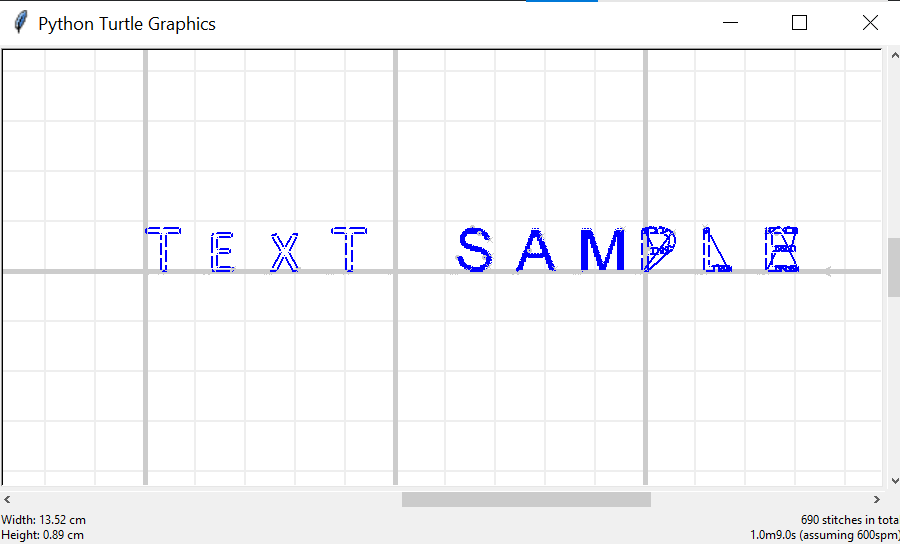 Python Turtle Graphics
TEXT SAMPLE
Width: 13.52 cm
Height: 0.89 cm
690 stitches in tota
1.0m9.0s (assuming 600spm)